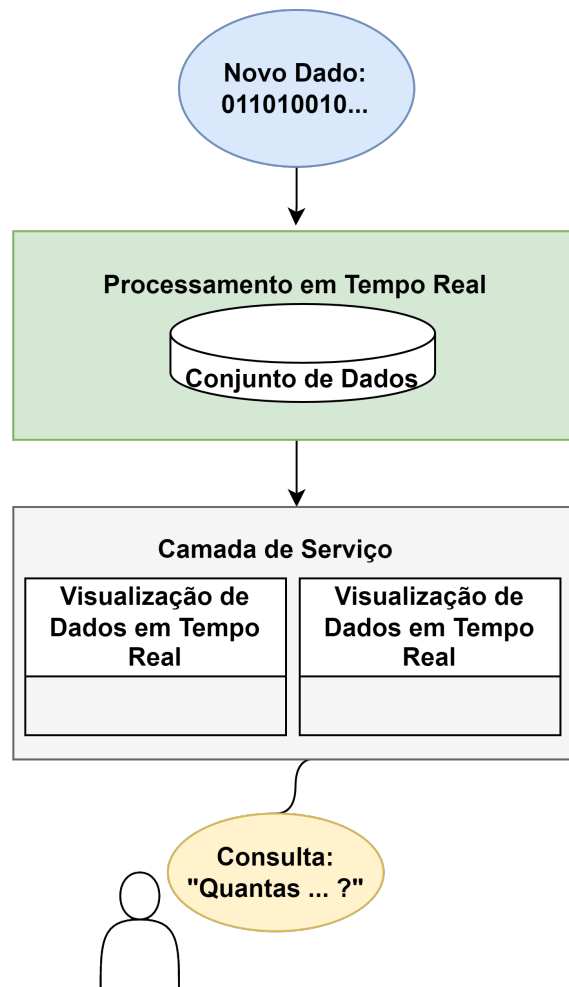 Novo Dado:
011010010...
Processamento em Tempo Real
Conjunto de Dados
Camada de Serviço
Visualização de
Dados em Tempo
Real
Visualização de
Dados em Tempo
Real
Consulta:
"Quantas ... ?"